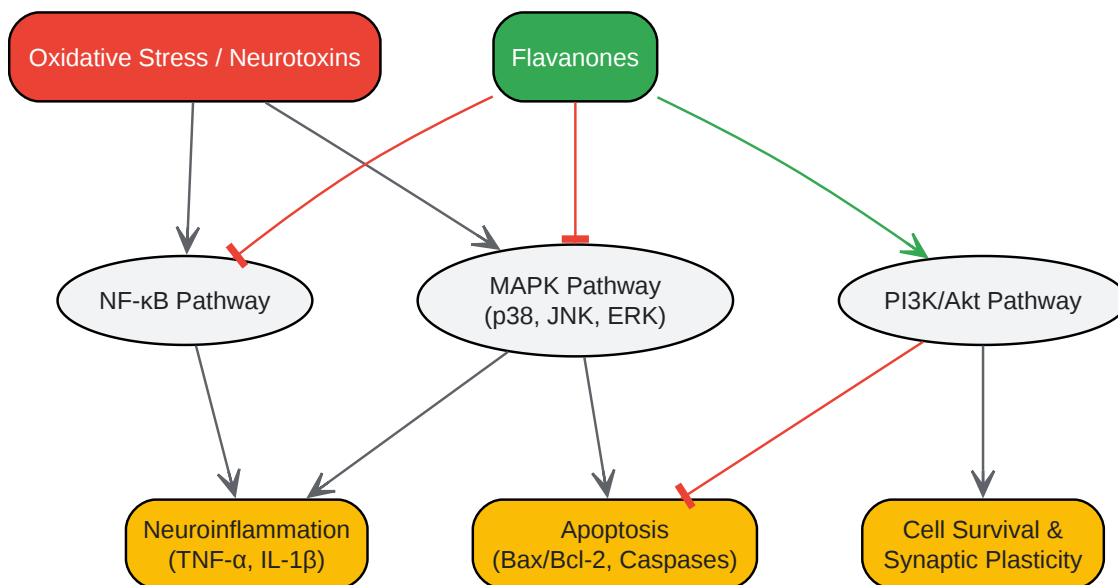 Oxidative Stress / Neurotoxins
Flavanones
NF-κB Pathway
MAPK Pathway
(p38, JNK, ERK)
PI3K/Akt Pathway
Neuroinflammation
(TNF-α, IL-1β)
Apoptosis
(Bax/Bcl-2, Caspases)
Cell Survival &
Synaptic Plasticity